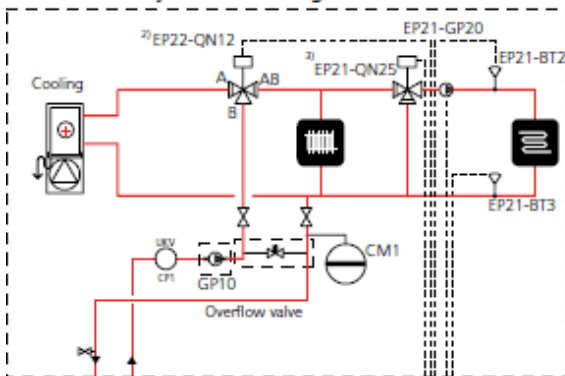 2) EP22-QN12
EP21-GP20
3) EP21-QN25
EP21-BT2
Cooling
A
AB
B
EP21-BT3
UKV
CP1
GP10
CM1
Overflow valve